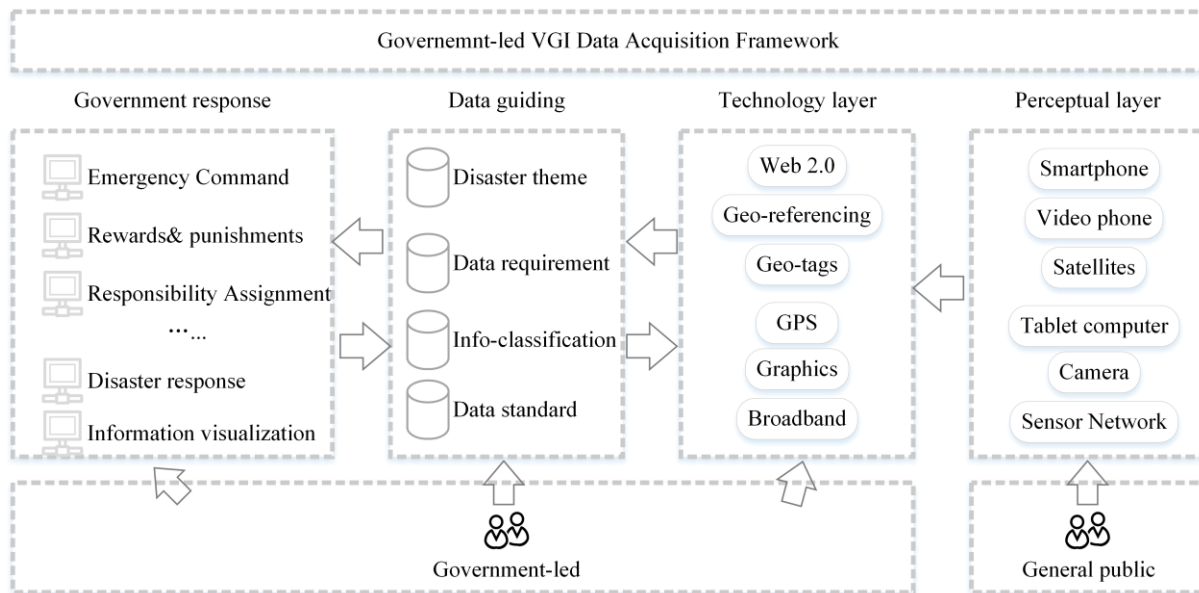 Governemnt-led VGI Data Acquisition Framework
Government response
Emergency Command
Rewards& punishments
Responsibility Assignment
......
Disaster response
Information visualization
Data guiding
Disaster theme
Data requirement
Info-classification
Data standard
Technology layer
Web 2.0
Geo-referencing
Geo-tags
GPS
Graphics
Broadband
Perceptual layer
Smartphone
Video phone
Satellites
Tablet computer
Camera
Sensor Network
Government-led
General public